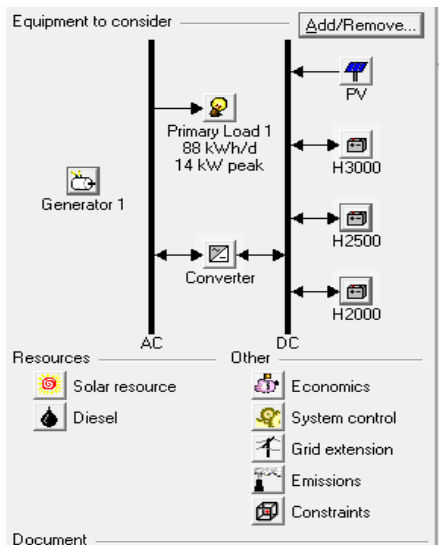 Equipment to consider
Add/Remove...
PV
Primary Load 1
88 kWh/d
14 kW peak
H3000
Generator 1
H2500
Converter
H2000
AC
DC
Resources
Other
Solar resource
Economics
Diesel
System control
Grid extension
Emissions
Constraints
Document